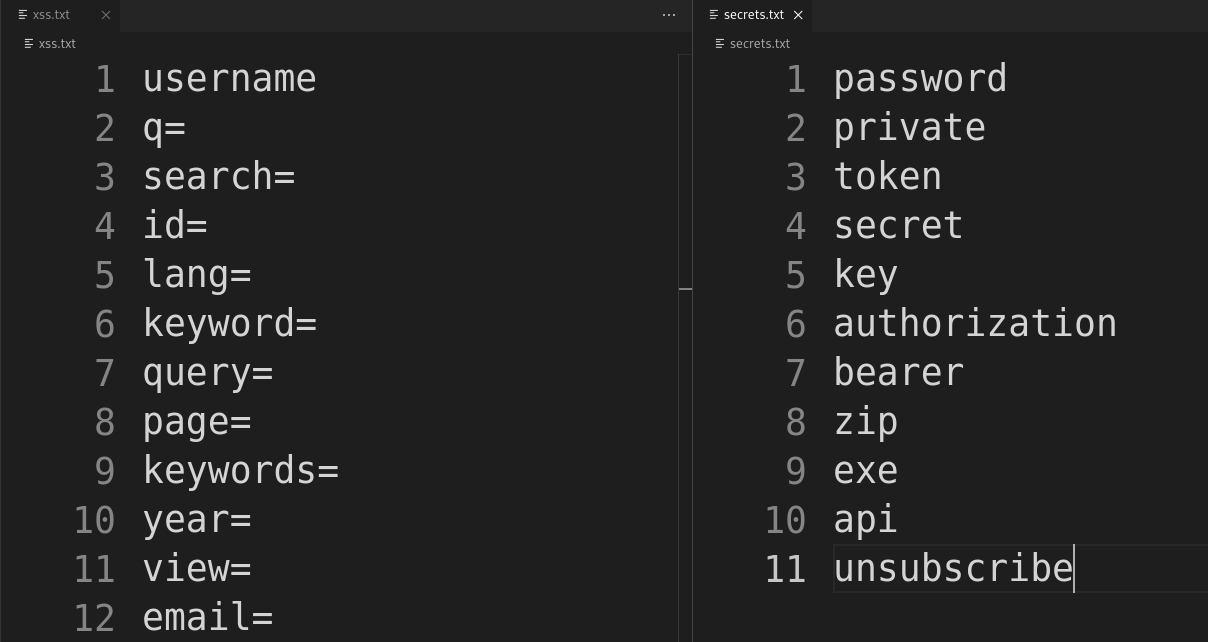 xss.txt
xss.txt
1 username
2 q=
3 search=
4 id=
5 lang=
6 keyword=
7 query=
8 page=
9 keywords=
10 year=
11 view=
12 email=
secrets.txt
secrets.txt
1 password
2 private
3 token
4 secret
5 key
6 authorization
7 bearer
8 zip
9 exe
10 api
11 unsubscribe